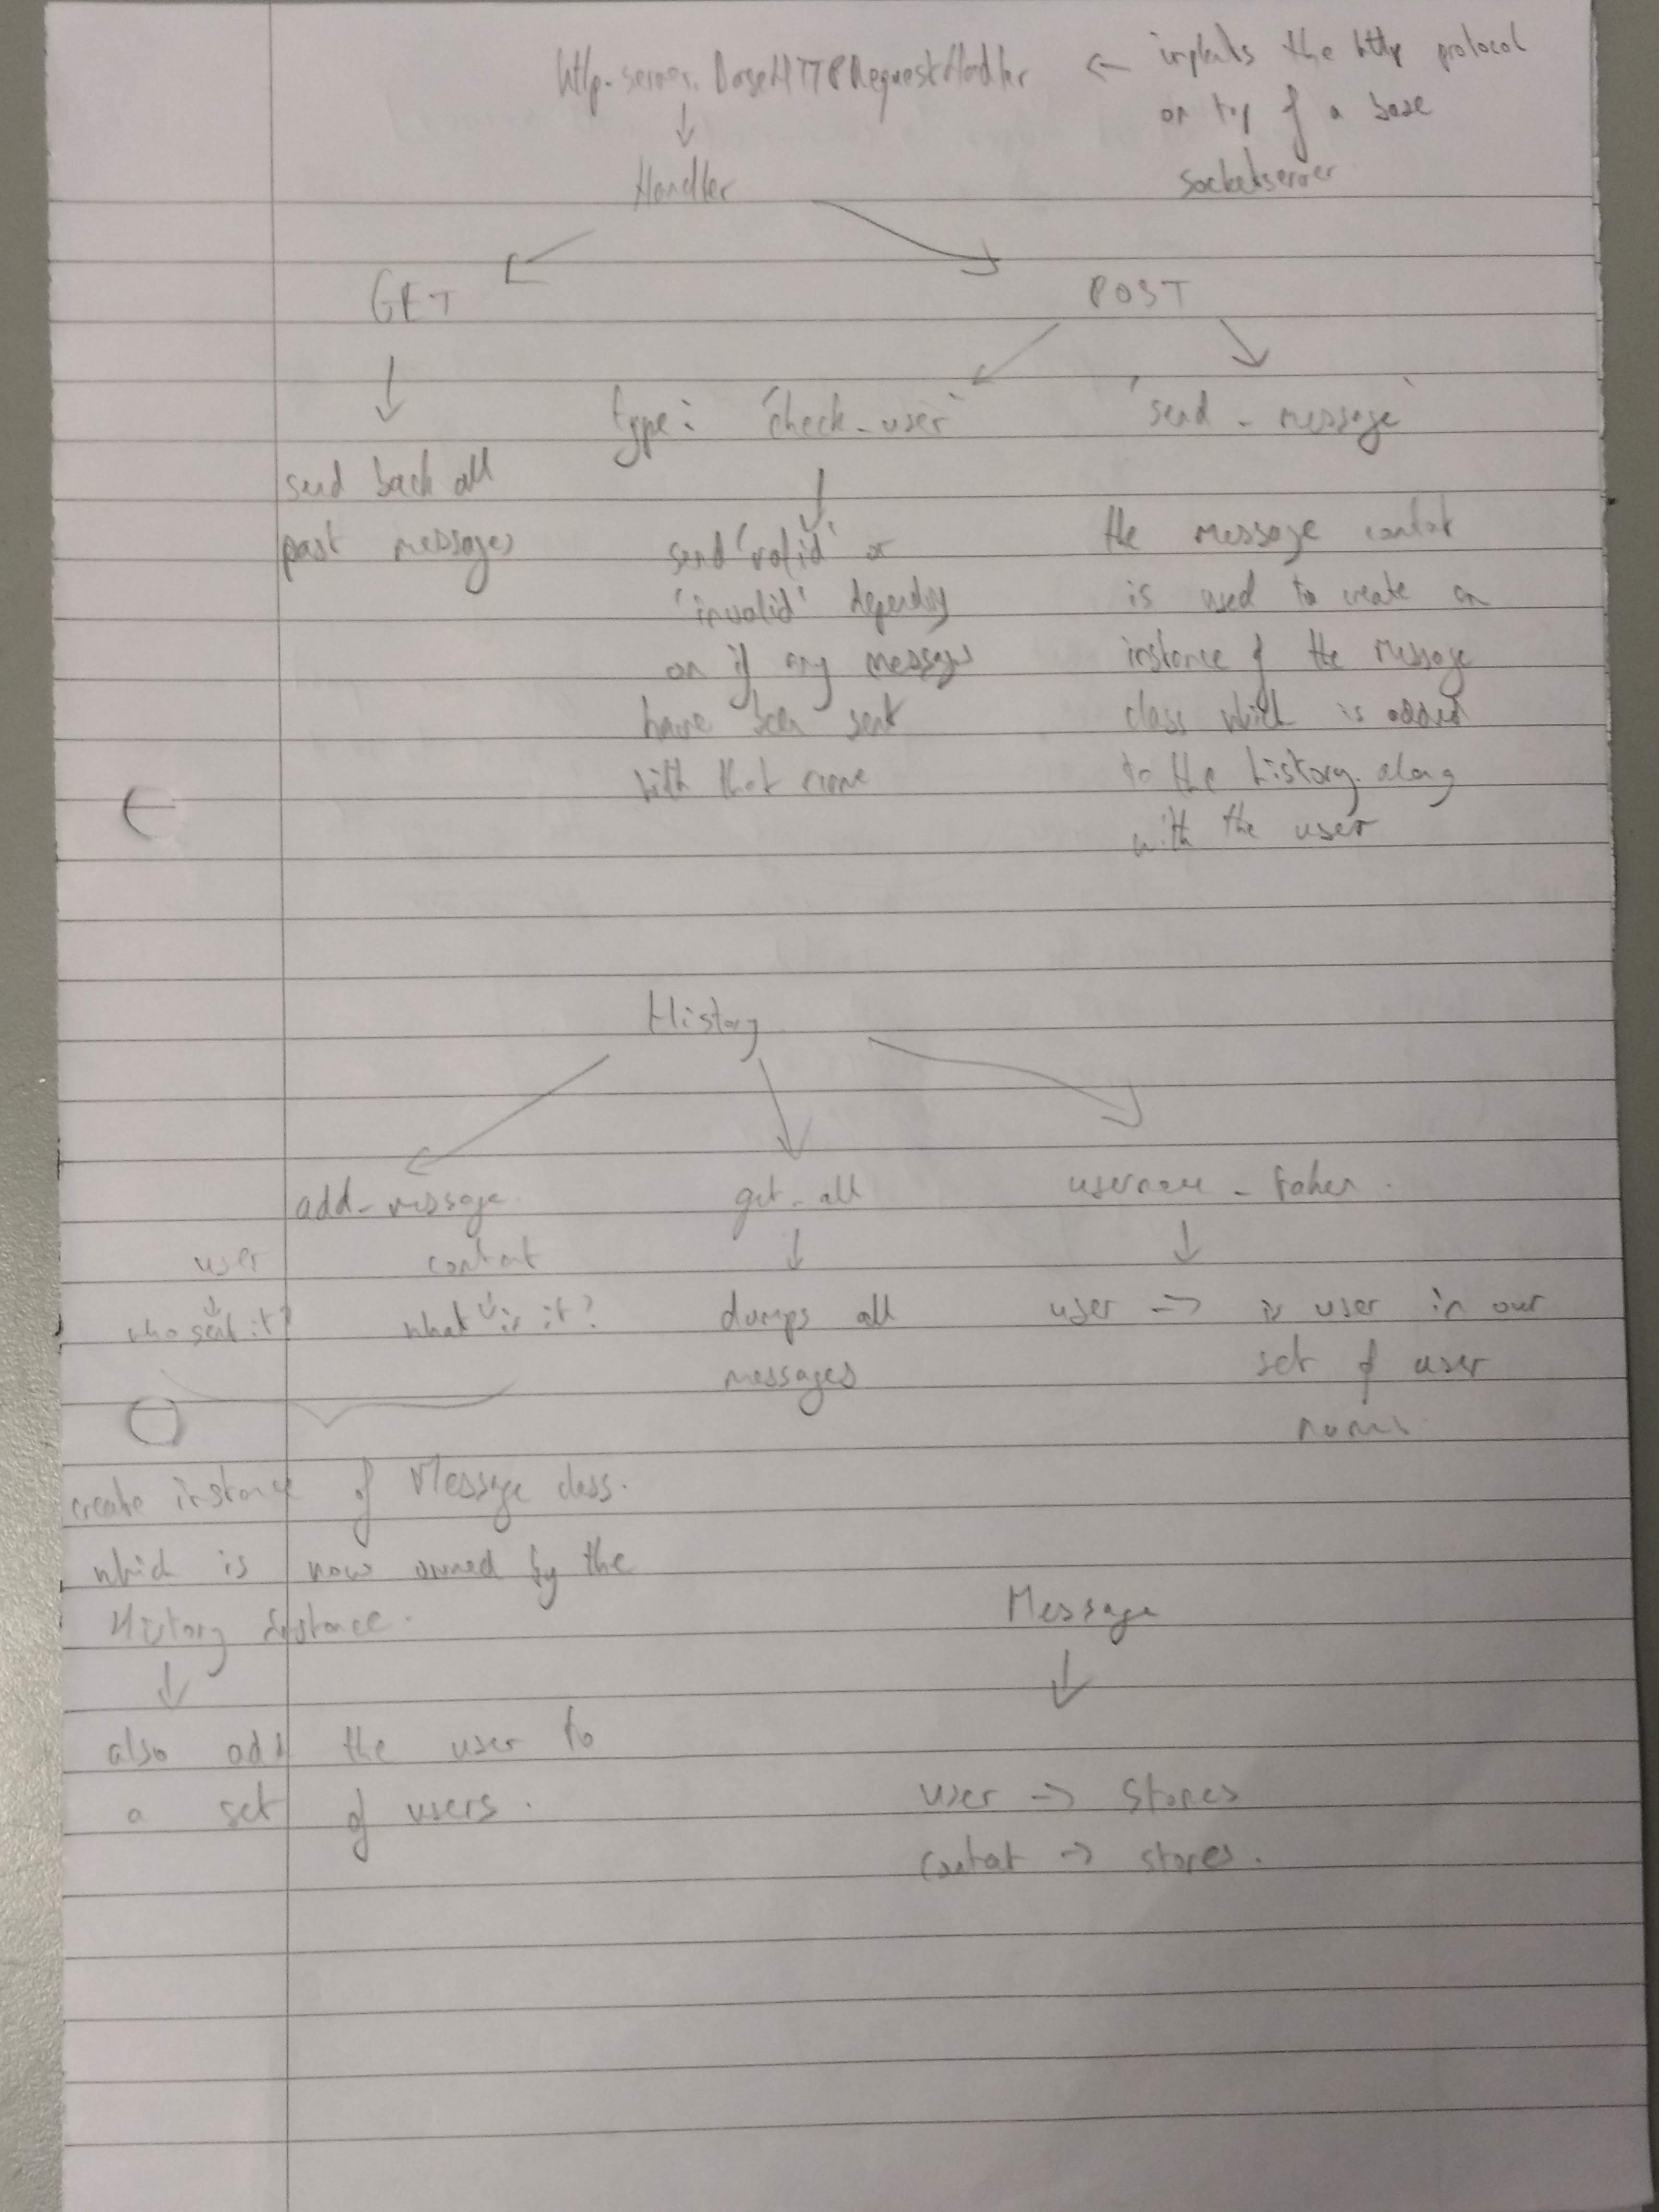 http.server.BaseHTTPRequestHandler ← implents the http protocol
on top of a base
socketserver
↓
Handler
GET
POST
send back all
past messages
type: 'check_user'
'send_message'
send 'valid' or
'invalid' depending
on if any messages
have been sent
with that name
the message content
is used to create an
instance of the message
class which is added
to the history. along
with the user
History
add_message
user
who sent it?
content
what is it?
create instance of Message class.
which is now owned by the
History instance.
↓
also add the user to
a set of users.
get_all
↓
dumps all
messages
username_taken.
↓
user -> is user in our
set of user
names
Message
↓
user -> stores
content -> stores.